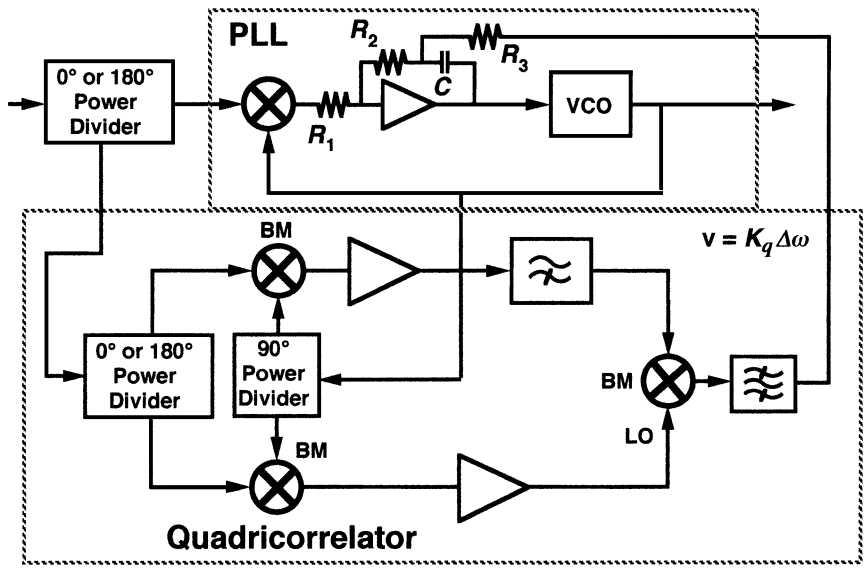 PLL
R2
R3
0° or 180°
Power
Divider
C
R1
VCO
BM
v = Kq Δω
0° or 180°
Power
Divider
90°
Power
Divider
BM
LO
BM
Quadricorrelator